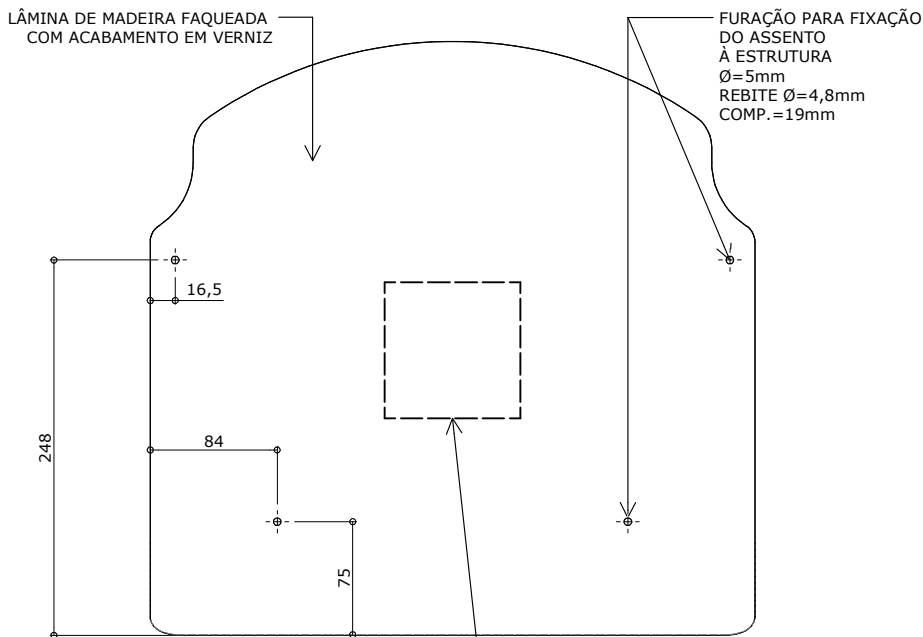 LÂMINA DE MADEIRA FAQUEADA
COM ACABAMENTO EM VERNIZ
FURAÇÃO PARA FIXAÇÃO
DO ASSENTO
À ESTRUTURA
Ø=5mm
REBITE Ø=4,8mm
COMP.=19mm
16,5
248
84
75